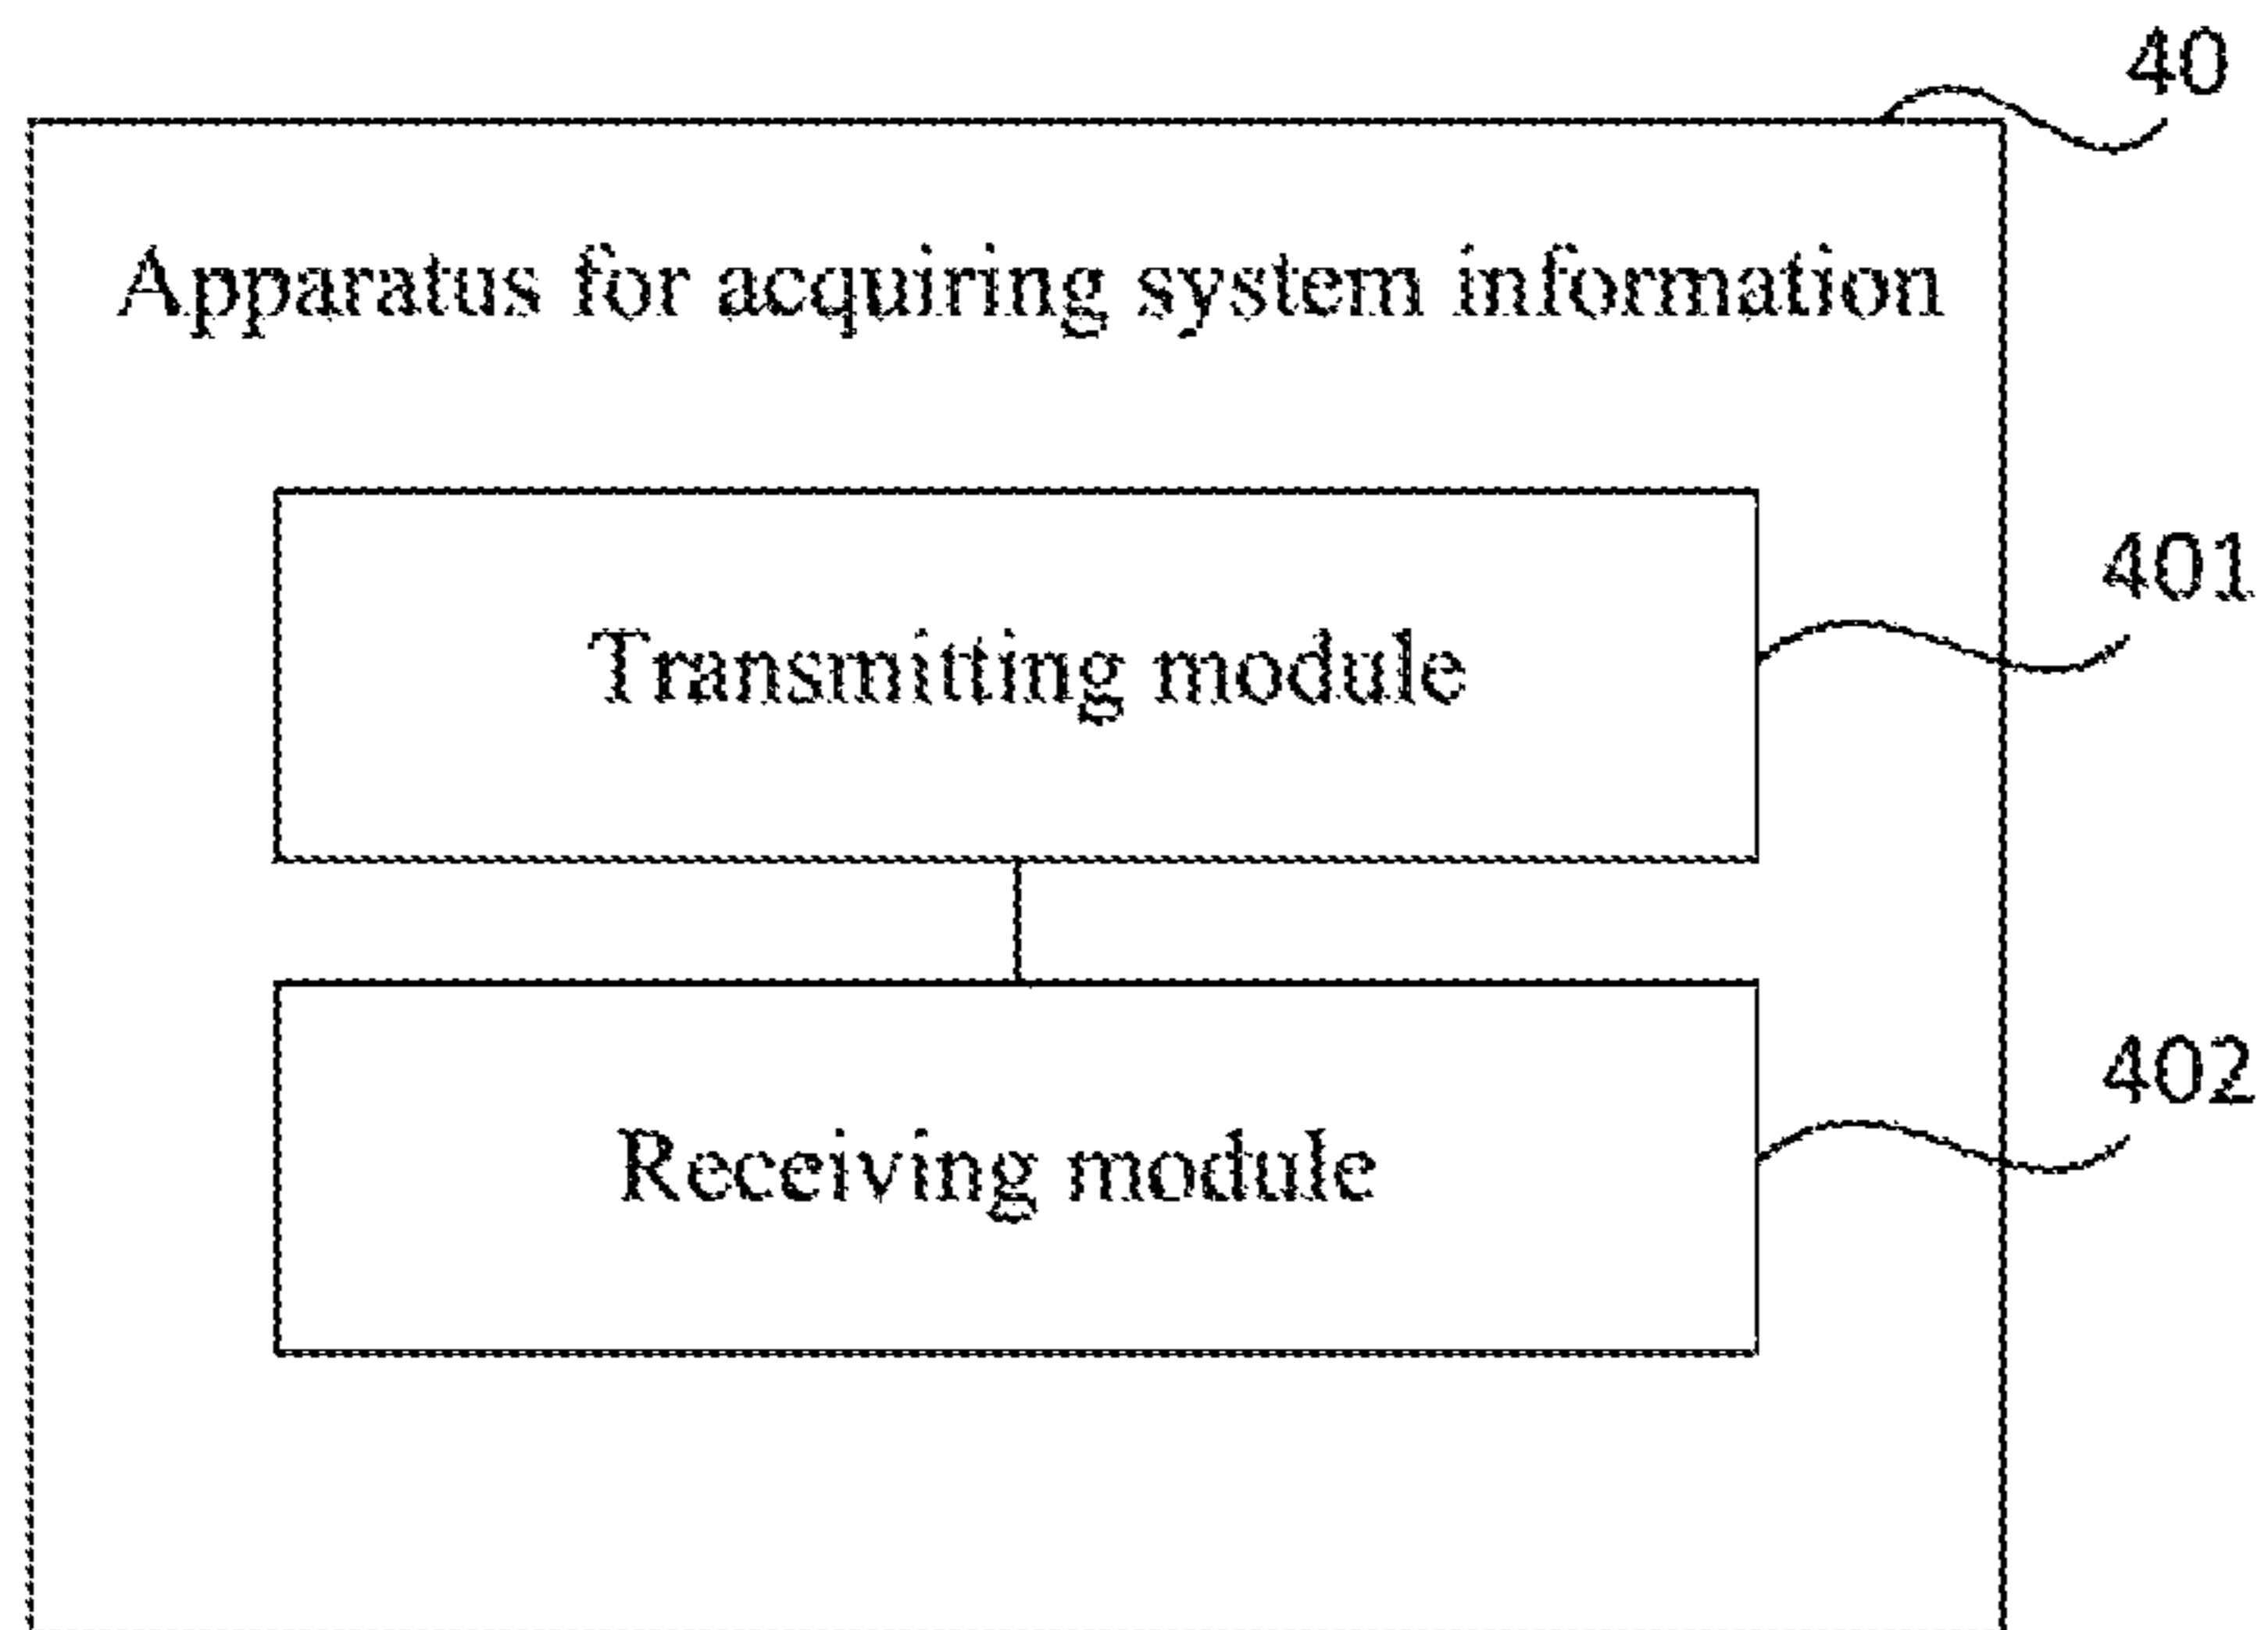 40
Apparatus for acquiring system information
401
Transmitting module
402
Receiving module